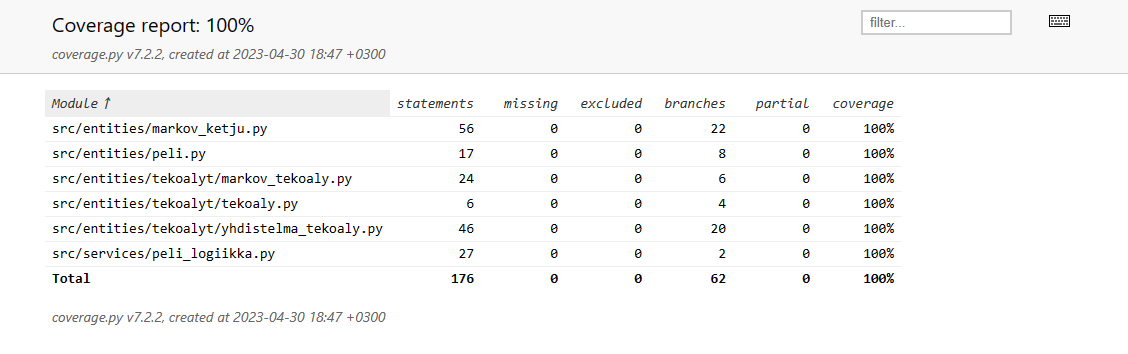 Coverage report: 100%
filter...
coverage.py v7.2.2, created at 2023-04-30 18:47 +0300
Module ↑ statements missing excluded branches partial coverage
src/entities/markov_ketju.py 56 0 0 22 0 100%
src/entities/peli.py 17 0 0 8 0 100%
src/entities/tekoalyt/markov_tekoaly.py 24 0 0 6 0 100%
src/entities/tekoalyt/tekoaly.py 6 0 0 4 0 100%
src/entities/tekoalyt/yhdistelma_tekoaly.py 46 0 0 20 0 100%
src/services/peli_logiikka.py 27 0 0 2 0 100%
Total 176 0 0 62 0 100%
coverage.py v7.2.2, created at 2023-04-30 18:47 +0300